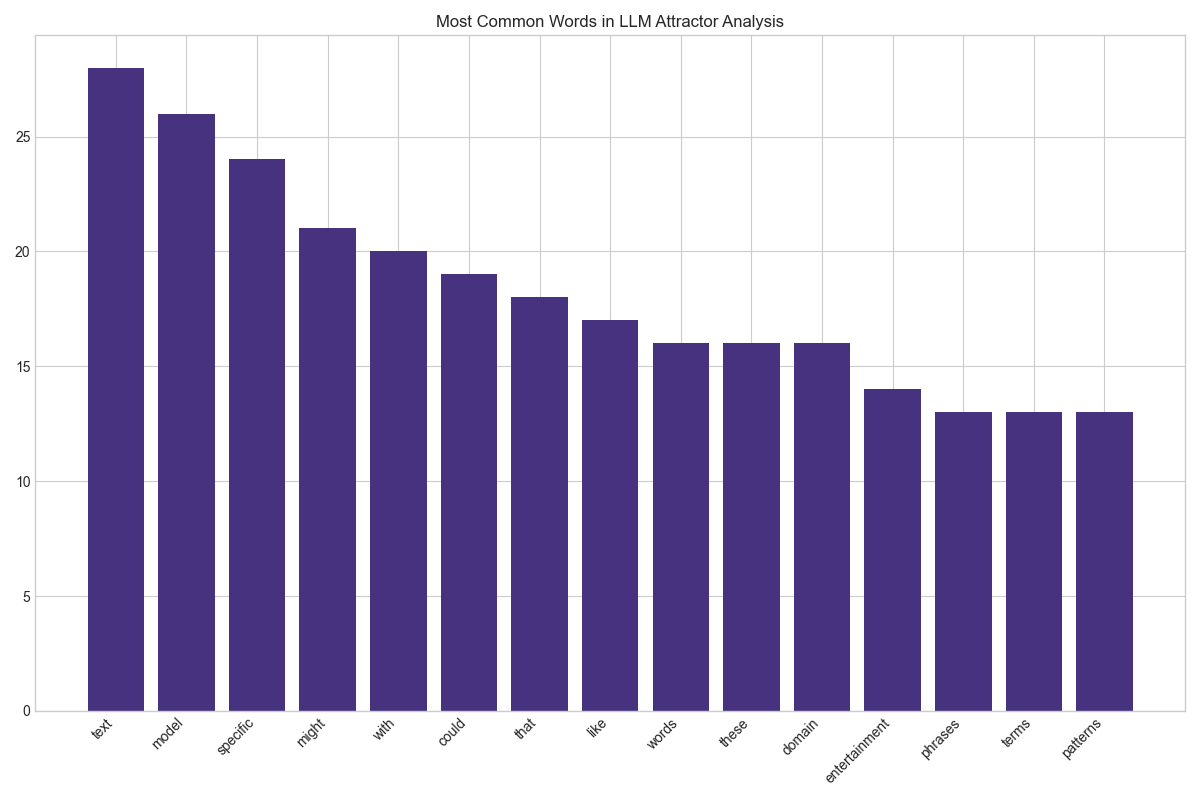 Most Common Words in LLM Attractor Analysis
25
20
15
10
5
0
text
model
specific
might
with
could
that
like
words
these
domain
entertainment
phrases
terms
patterns